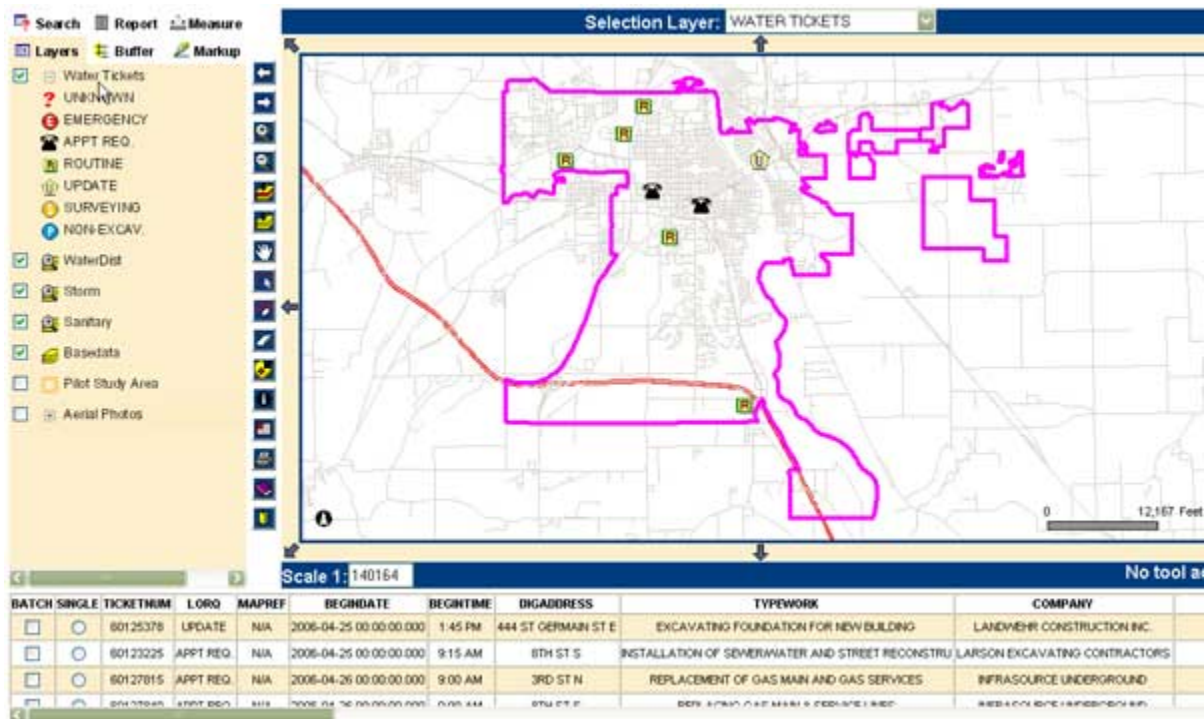 Search Report Measure
Selection Layer: WATER TICKETS
Layers Buffer Markup
Water Tickets
? UNKNOWN
E EMERGENCY
APPT REQ.
R ROUTINE
U UPDATE
S SURVEYING
P NON-EXCAV.
WaterDist
Storm
Sanitary
Basedata
Pilot Study Area
Aerial Photos
R
R
R
U
R
R
0 12,167 Feet
Scale 1: 140164
No tool ac
BATCH SINGLE TICKETNUM LORQ MAPREF BEGINDATE BEGINTIME DIGADDRESS TYPEWORK COMPANY
60125378 UPDATE N/A 2006-04-25 00:00:00.000 1:45 PM 444 ST GERMAIN ST E EXCAVATING FOUNDATION FOR NEW BUILDING LANDWEHR CONSTRUCTION INC.
60123225 APPT REQ. N/A 2006-04-25 00:00:00.000 9:15 AM 8TH ST S INSTALLATION OF SEWER/WATER AND STREET RECONSTRU LARSON EXCAVATING CONTRACTORS
60127815 APPT REQ. N/A 2006-04-26 00:00:00.000 9:00 AM 3RD ST N REPLACEMENT OF GAS MAIN AND GAS SERVICES INFRASOURCE UNDERGROUND